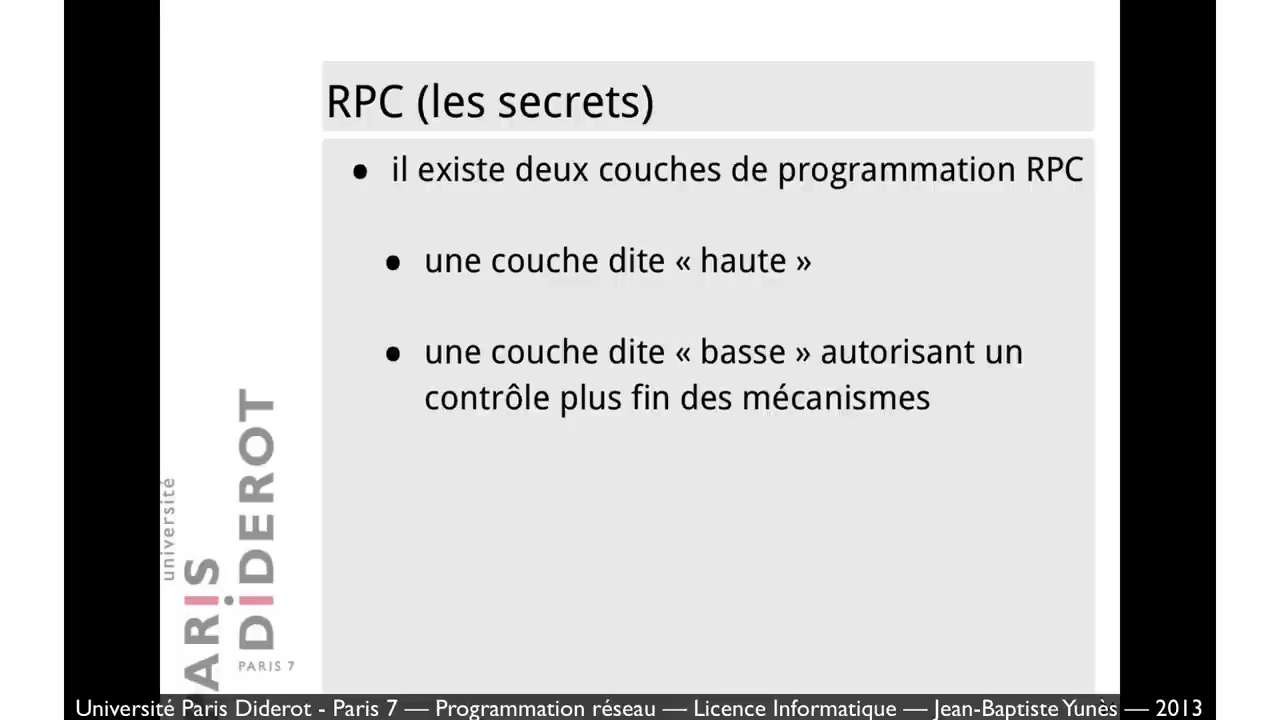 RPC (les secrets)
• il existe deux couches de programmation RPC
• une couche dite « haute »
• une couche dite « basse » autorisant un
contrôle plus fin des mécanismes
université
PARIS
DiDEROT
PARIS 7
Université Paris Diderot - Paris 7 — Programmation réseau — Licence Informatique — Jean-Baptiste Yunès — 2013